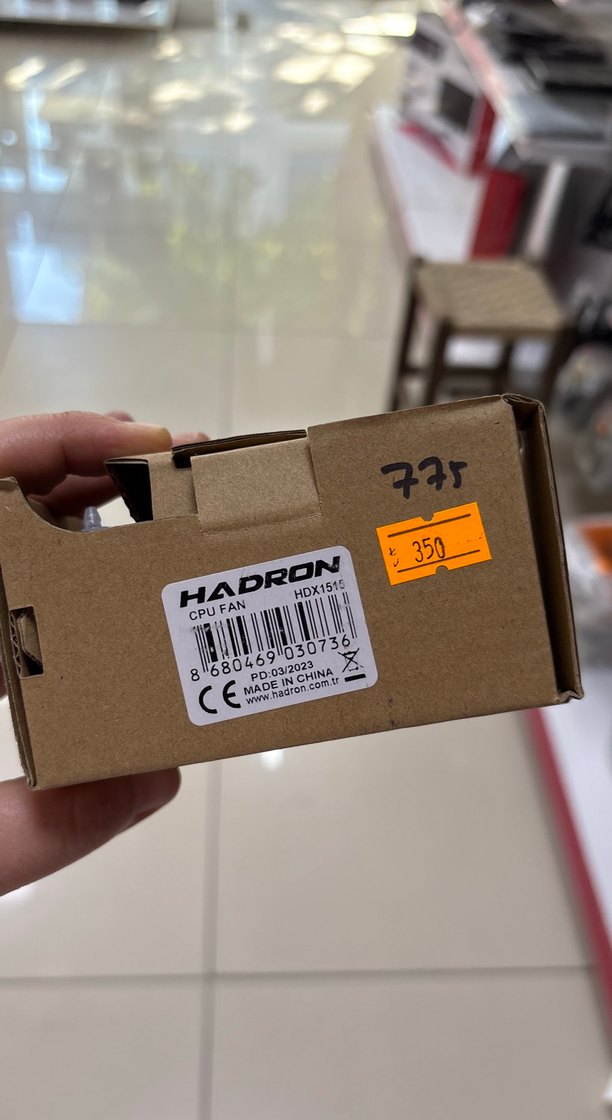 775
₺ 350
HADRON
CPU FAN HDX1515
8 680469 030736
PD:03/2023
MADE IN CHINA
www.hadron.com.tr
CE